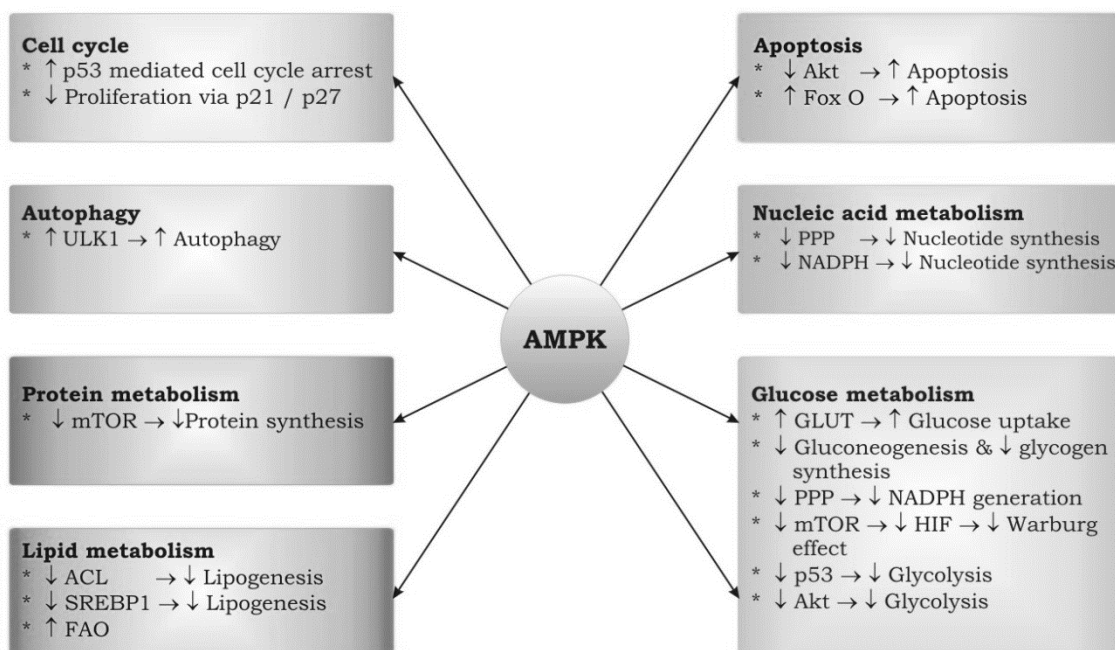 Cell cycle
* ↑ p53 mediated cell cycle arrest
* ↓ Proliferation via p21 / p27
Autophagy
* ↑ ULK1 → ↑ Autophagy
Protein metabolism
* ↓ mTOR → ↓Protein synthesis
Lipid metabolism
* ↓ ACL → ↓ Lipogenesis
* ↓ SREBP1 → ↓ Lipogenesis
* ↑ FAO
AMPK
Apoptosis
* ↓ Akt → ↑ Apoptosis
* ↑ Fox O → ↑ Apoptosis
Nucleic acid metabolism
* ↓ PPP → ↓ Nucleotide synthesis
* ↓ NADPH → ↓ Nucleotide synthesis
Glucose metabolism
* ↑ GLUT → ↑ Glucose uptake
* ↓ Gluconeogenesis & ↓ glycogen
synthesis
* ↓ PPP → ↓ NADPH generation
* ↓ mTOR → ↓ HIF → ↓ Warburg
effect
* ↓ p53 → ↓ Glycolysis
* ↓ Akt → ↓ Glycolysis